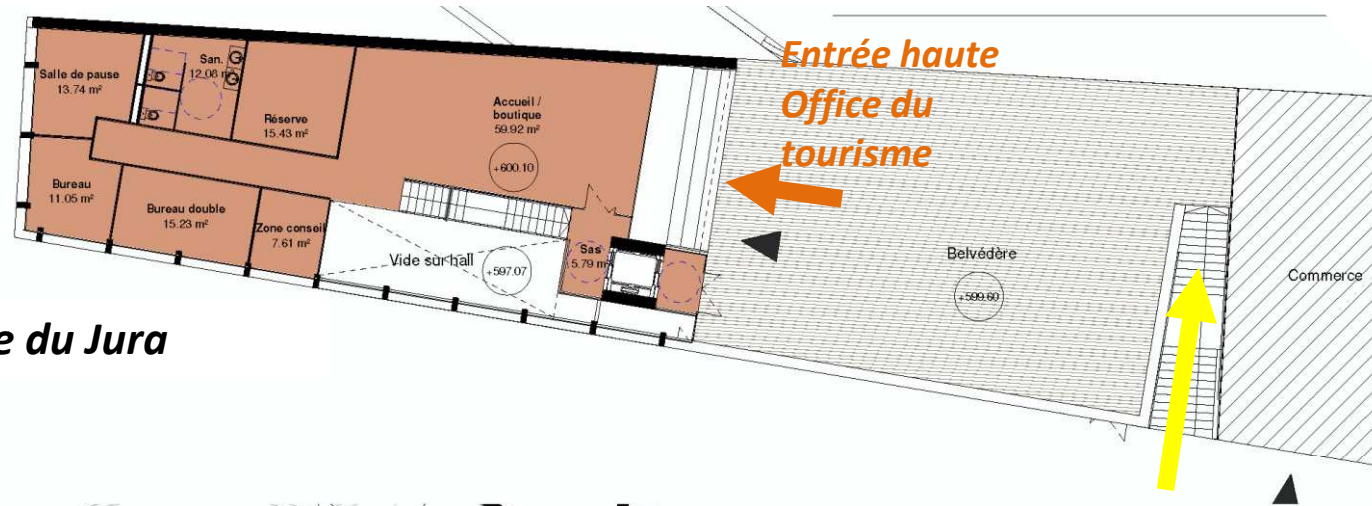 Entrée haute
Office du
tourisme
San.
12.08 m²
Salle de pause
13.74 m²
Accueil /
boutique
59.92 m²
Réserve
15.43 m²
+600.10
Bureau
11.05 m²
Bureau double
15.23 m²
Zone conseil
7.61 m²
Vide sur hall
+597.07
Sas
5.79 m²
Belvédère
+599.60
Commerce
e du Jura